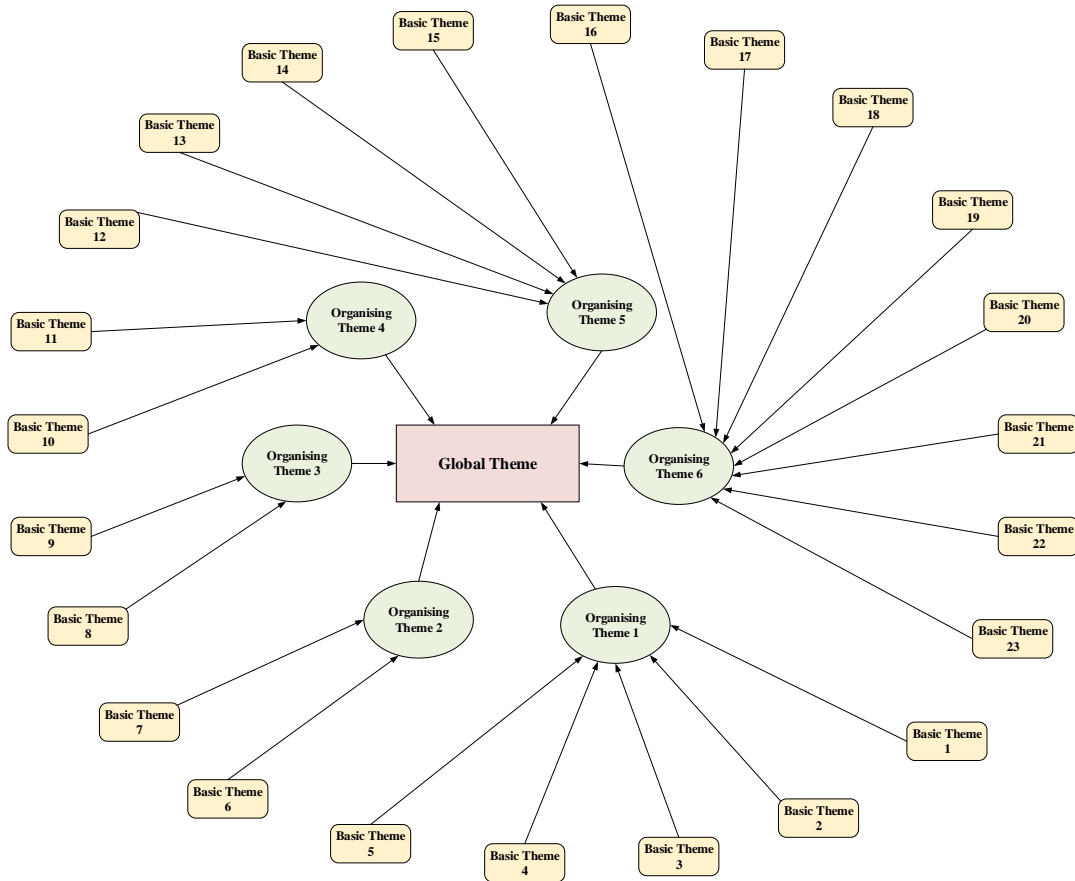 Basic Theme
16
Basic Theme
15
Basic Theme
17
Basic Theme
14
Basic Theme
18
Basic Theme
13
Basic Theme
19
Basic Theme
12
Basic Theme
20
Organising
Theme 5
Organising
Theme 4
Basic Theme
11
Basic Theme
10
Basic Theme
21
Organising
Theme 3
Global Theme
Organising
Theme 6
Basic Theme
9
Basic Theme
22
Organising
Theme 2
Organising
Theme 1
Basic Theme
8
Basic Theme
23
Basic Theme
7
Basic Theme
1
Basic Theme
6
Basic Theme
2
Basic Theme
5
Basic Theme
4
Basic Theme
3